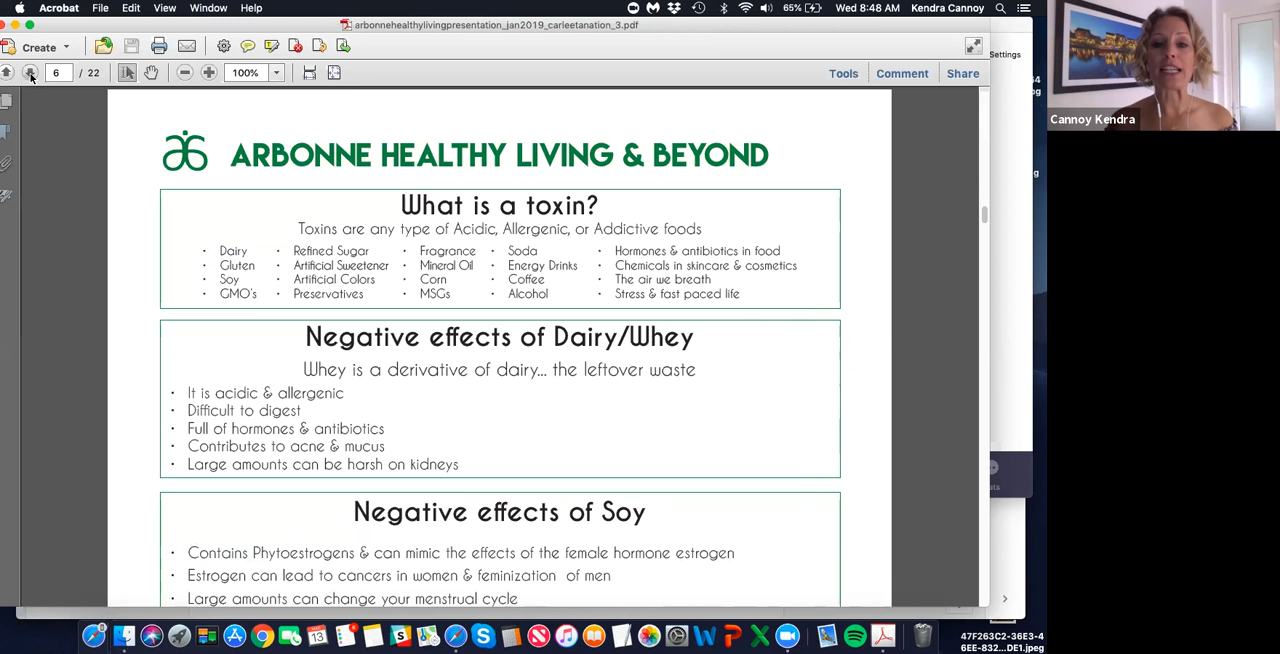 Acrobat File Edit View Window Help 65% Wed 8:48 AM Kendra Cannoy
arbonnehealthylivingpresentation_jan2019_carleetanation_3.pdf
Create
Settings
6 / 22 100% Tools Comment Share
Cannoy Kendra
ARBONNE HEALTHY LIVING & BEYOND
What is a toxin?
Toxins are any type of Acidic, Allergenic, or Addictive foods
· Dairy · Refined Sugar · Fragrance · Soda · Hormones & antibiotics in food
· Gluten · Artificial Sweetener · Mineral Oil · Energy Drinks · Chemicals in skincare & cosmetics
· Soy · Artificial Colors · Corn · Coffee · The air we breath
· GMO's · Preservatives · MSGs · Alcohol · Stress & fast paced life
Negative effects of Dairy/Whey
Whey is a derivative of dairy... the leftover waste
· It is acidic & allergenic
· Difficult to digest
· Full of hormones & antibiotics
· Contributes to acne & mucus
· Large amounts can be harsh on kidneys
Negative effects of Soy
· Contains Phytoestrogens & can mimic the effects of the female hormone estrogen
· Estrogen can lead to cancers in women & feminization of men
· Large amounts can change your menstrual cycle
47F263C2-36E3-4
6EE-832...DE1.jpeg